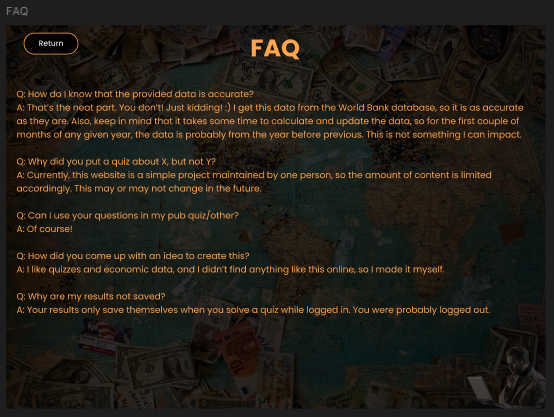 FAQ
Return
FAQ
Q: How do I know that the provided data is accurate?
A: That's the neat part. You don't! Just kidding! :) I get this data from the World Bank database, so it is as accurate
as they are. Also, keep in mind that it takes some time to calculate and update the data, so for the first couple of
months of any given year, the data is probably from the year before previous. This is not something I can impact.
Q: Why did you put a quiz about X, but not Y?
A: Currently, this website is a simple project maintained by one person, so the amount of content is limited
accordingly. This may or may not change in the future.
Q: Can I use your questions in my pub quiz/other?
A: Of course!
Q: How did you come up with an idea to create this?
A: I like quizzes and economic data, and I didn't find anything like this online, so I made it myself.
Q: Why are my results not saved?
A: Your results only save themselves when you solve a quiz while logged in. You were probably logged out.